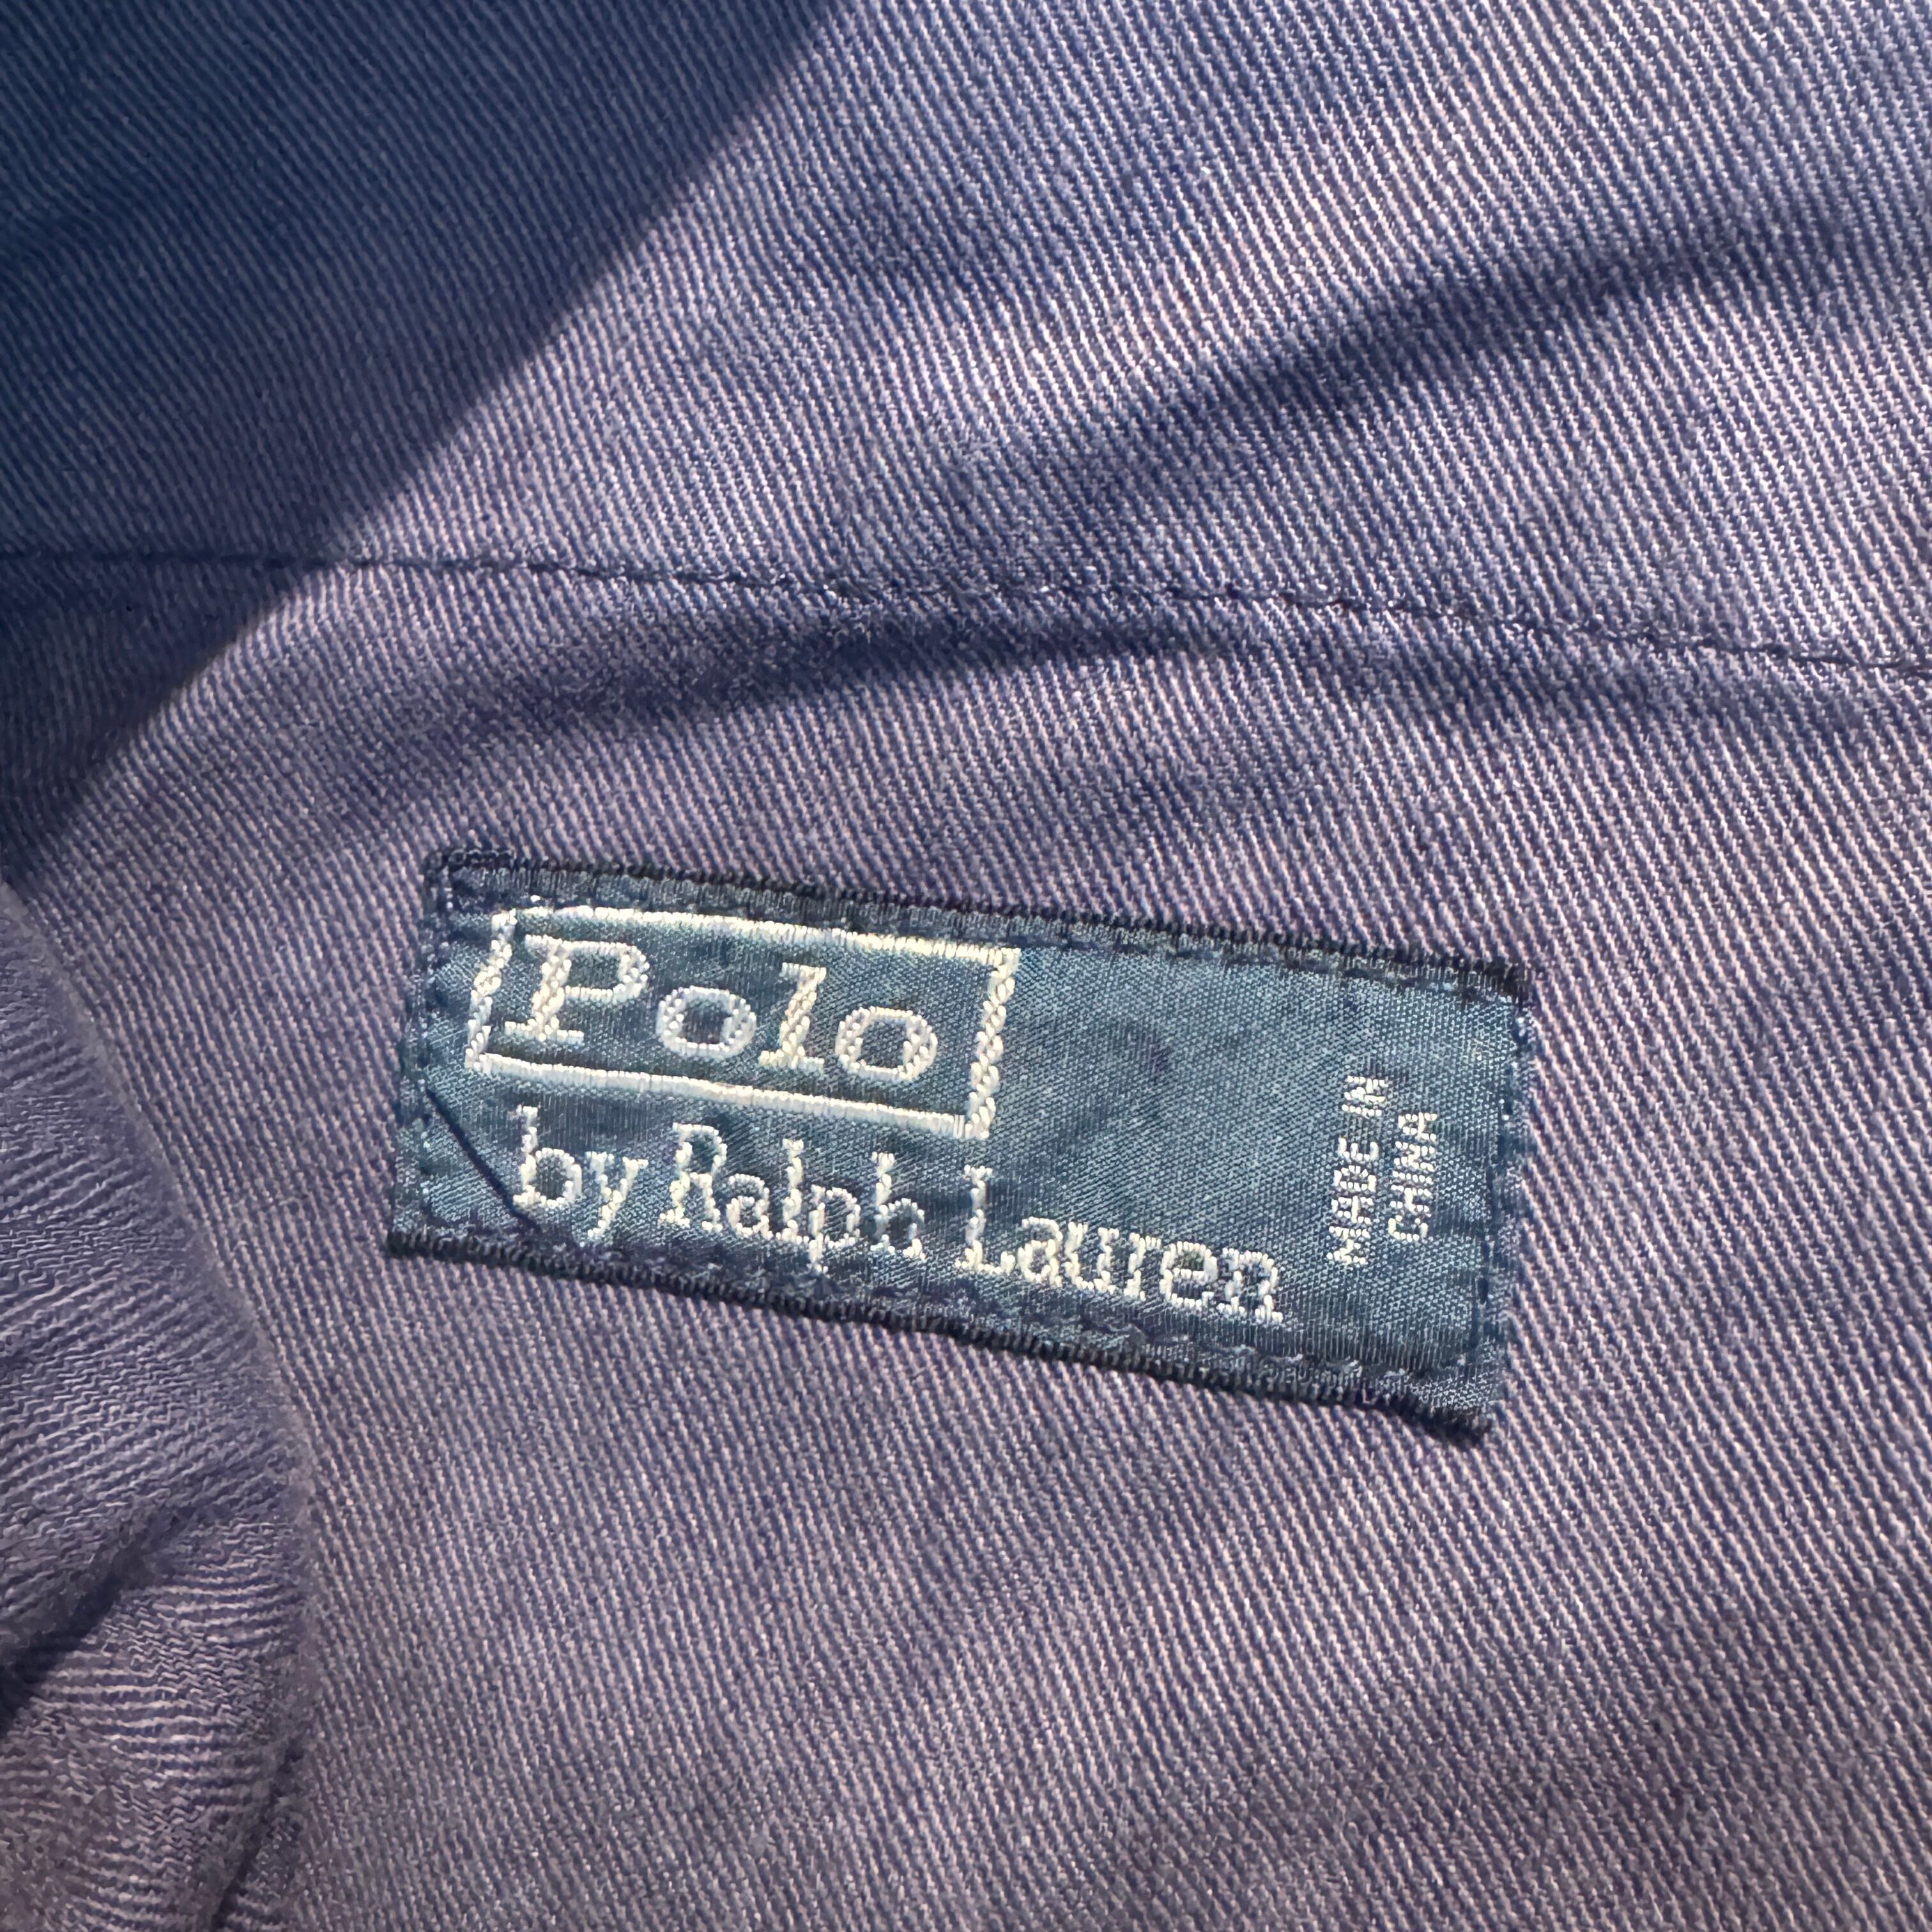 Polo
by Ralph Lauren
MADE IN
CHINA